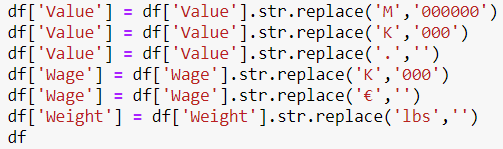 df['Value'] = df['Value'].str.replace('M','000000')
df['Value'] = df['Value'].str.replace('K','000')
df['Value'] = df['Value'].str.replace('.','')
df['Wage'] = df['Wage'].str.replace('K','000')
df['Wage'] = df['Wage'].str.replace('€','')
df['Weight'] = df['Weight'].str.replace('lbs','')
df